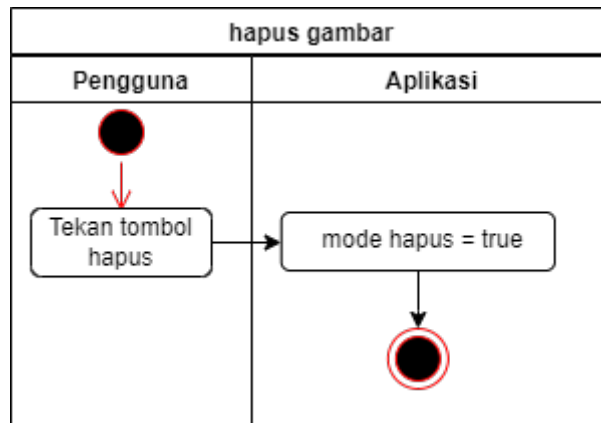 hapus gambar
Pengguna
Aplikasi
Tekan tombol
hapus
mode hapus = true